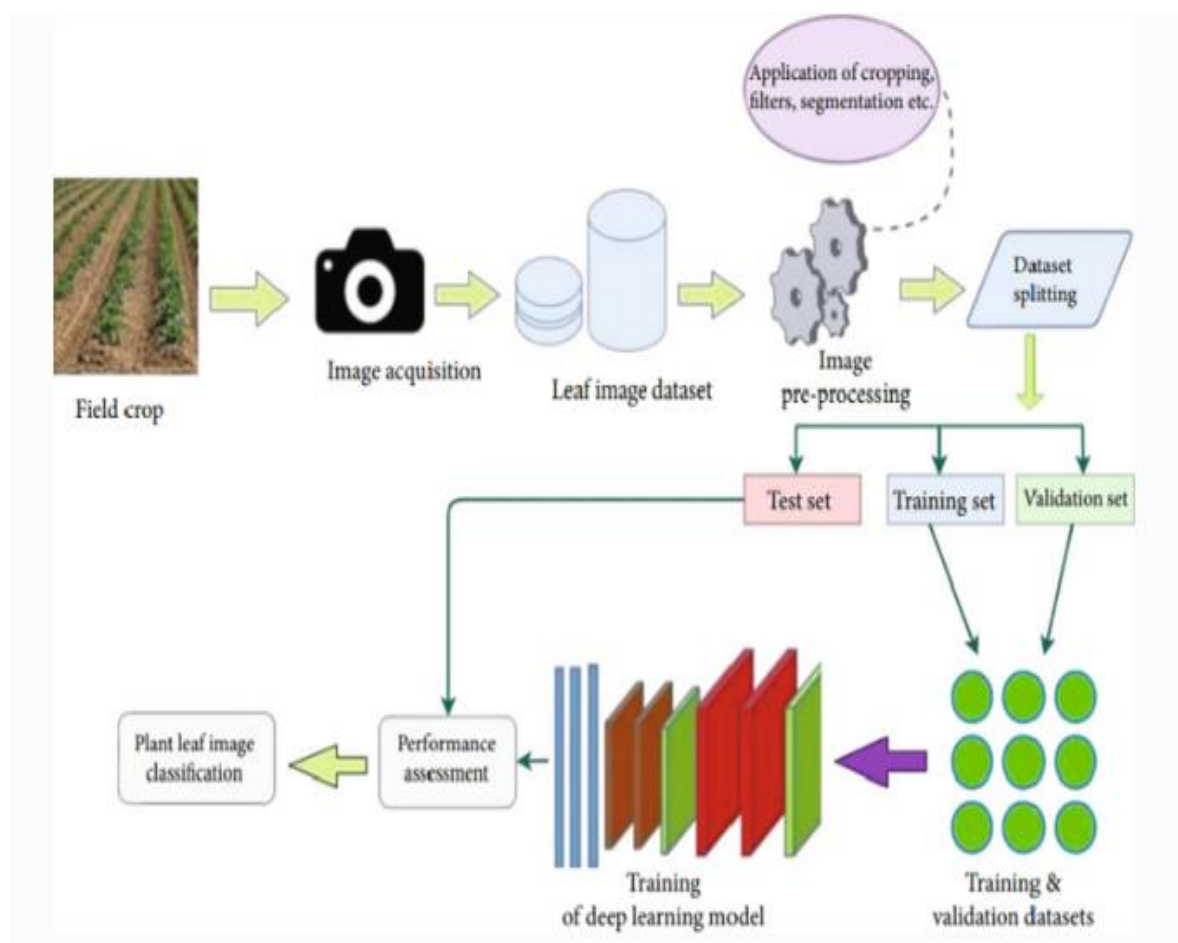 Application of cropping,
filters, segmentation etc.
Field crop
Image acquisition
Leaf image dataset
Image
pre-processing
Dataset
splitting
Test set
Training set
Validation set
Plant leaf image
classification
Performance
assessment
Training
of deep learning model
Training &
validation datasets